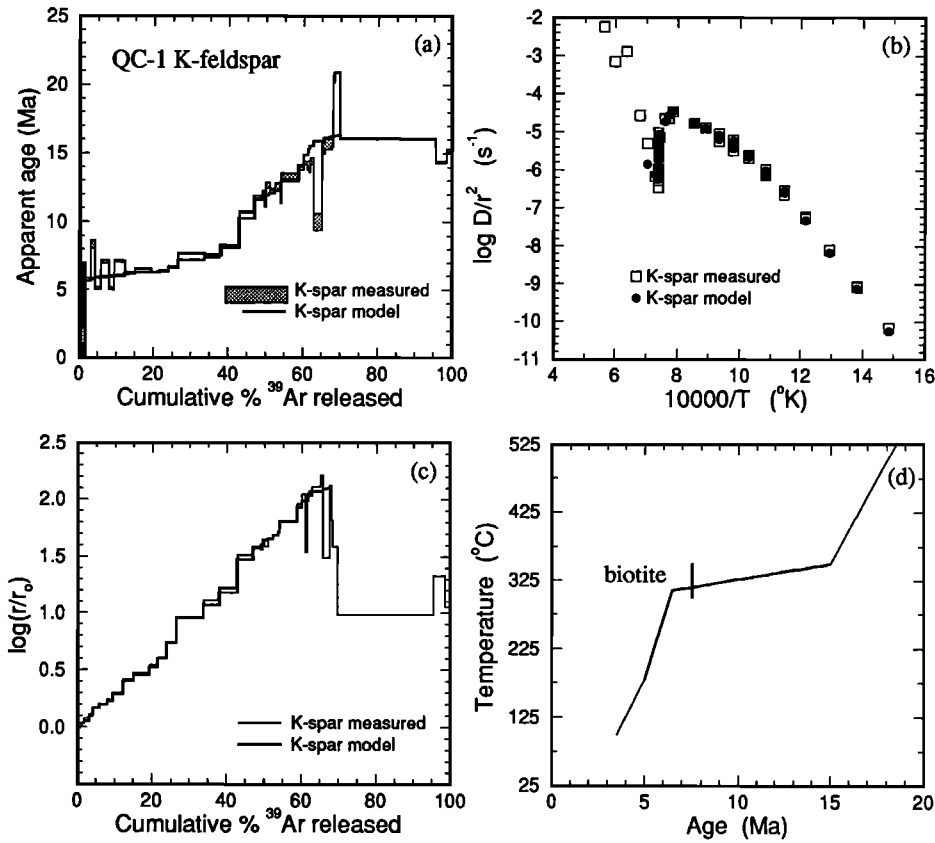 (a)
QC-1 K-feldspar
Apparent age (Ma)
25
20
15
10
5
0
K-spar measured
K-spar model
0 20 40 60 80 100
Cumulative % ³⁹Ar released
(b)
log D/r² (s⁻¹)
-2
-3
-4
-5
-6
-7
-8
-9
-10
-11
K-spar measured
K-spar model
4 6 8 10 12 14 16
10000/T (°K)
(c)
log(r/rₒ)
2.5
2.0
1.5
1.0
0.5
0.0
K-spar measured
K-spar model
0 20 40 60 80 100
Cumulative % ³⁹Ar released
(d)
Temperature (°C)
525
425
325
225
125
25
biotite
0 5 10 15 20
Age (Ma)